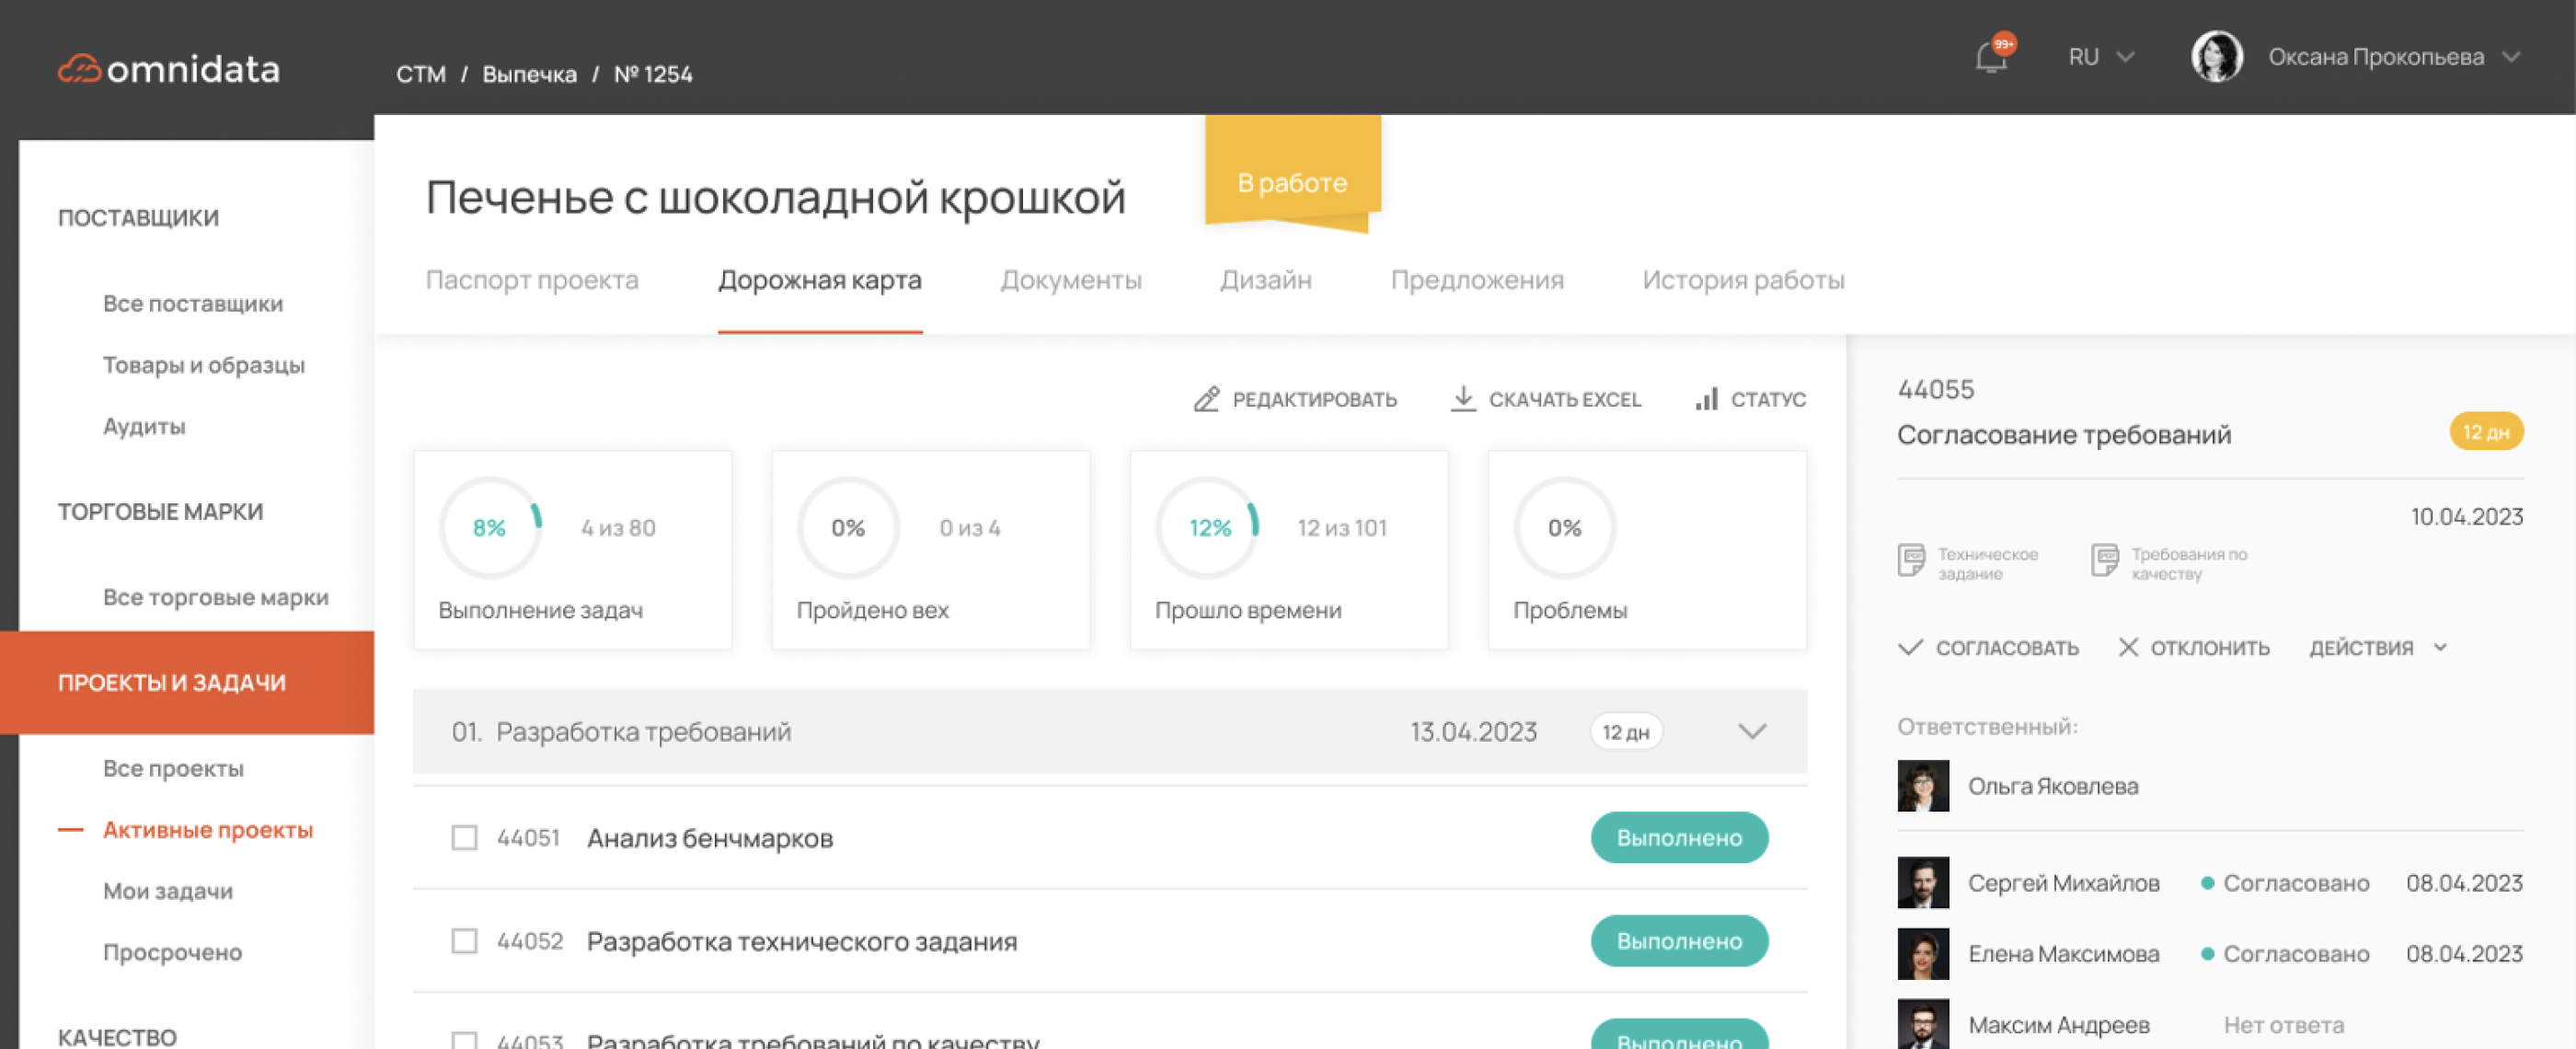 omnidata
СТМ / Выпечка / № 1254
99+
RU
Оксана Прокопьева
ПОСТАВЩИКИ
Все поставщики
Товары и образцы
Аудиты
ТОРГОВЫЕ МАРКИ
Все торговые марки
ПРОЕКТЫ И ЗАДАЧИ
Все проекты
Активные проекты
Мои задачи
Просрочено
КАЧЕСТВО
Печенье с шоколадной крошкой
В работе
Паспорт проекта
Дорожная карта
Документы
Дизайн
Предложения
История работы
РЕДАКТИРОВАТЬ
СКАЧАТЬ EXCEL
СТАТУС
8%
4 из 80
Выполнение задач
0%
0 из 4
Пройдено вех
12%
12 из 101
Прошло времени
0%
Проблемы
01. Разработка требований 13.04.2023 12 дн
44051 Анализ бенчмарков Выполнено
44052 Разработка технического задания Выполнено
44053 Разработка требований по качеству Выполнено
44055
Согласование требований
12 дн
10.04.2023
PDF
Техническое
задание
PDF
Требования по
качеству
СОГЛАСОВАТЬ
ОТКЛОНИТЬ
ДЕЙСТВИЯ
Ответственный:
Ольга Яковлева
Сергей Михайлов Согласовано 08.04.2023
Елена Максимова Согласовано 08.04.2023
Максим Андреев Нет ответа